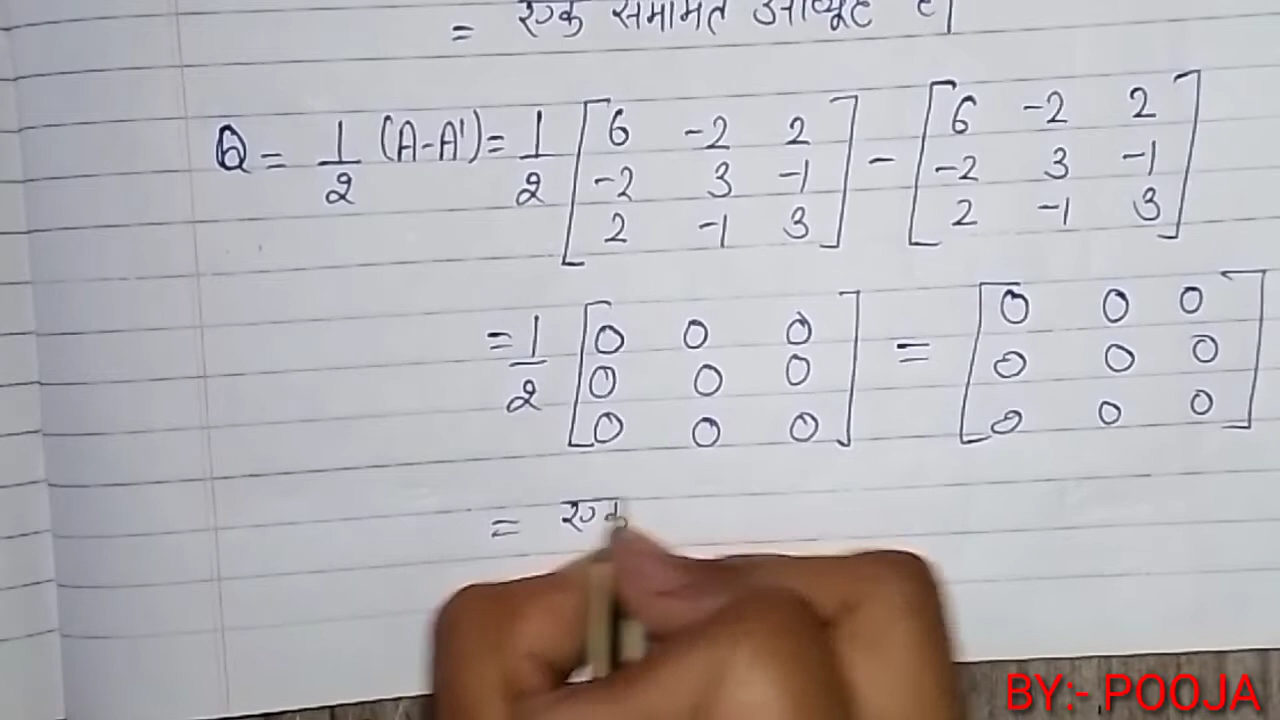 = एक सममित आव्यूह है।
Q = 1/2 (A-A') = 1/2 [6 -2 2; -2 3 -1; 2 -1 3] - [6 -2 2; -2 3 -1; 2 -1 3]
= 1/2 [0 0 0; 0 0 0; 0 0 0] = [0 0 0; 0 0 0; 0 0 0]
= एक
BY:- POOJA